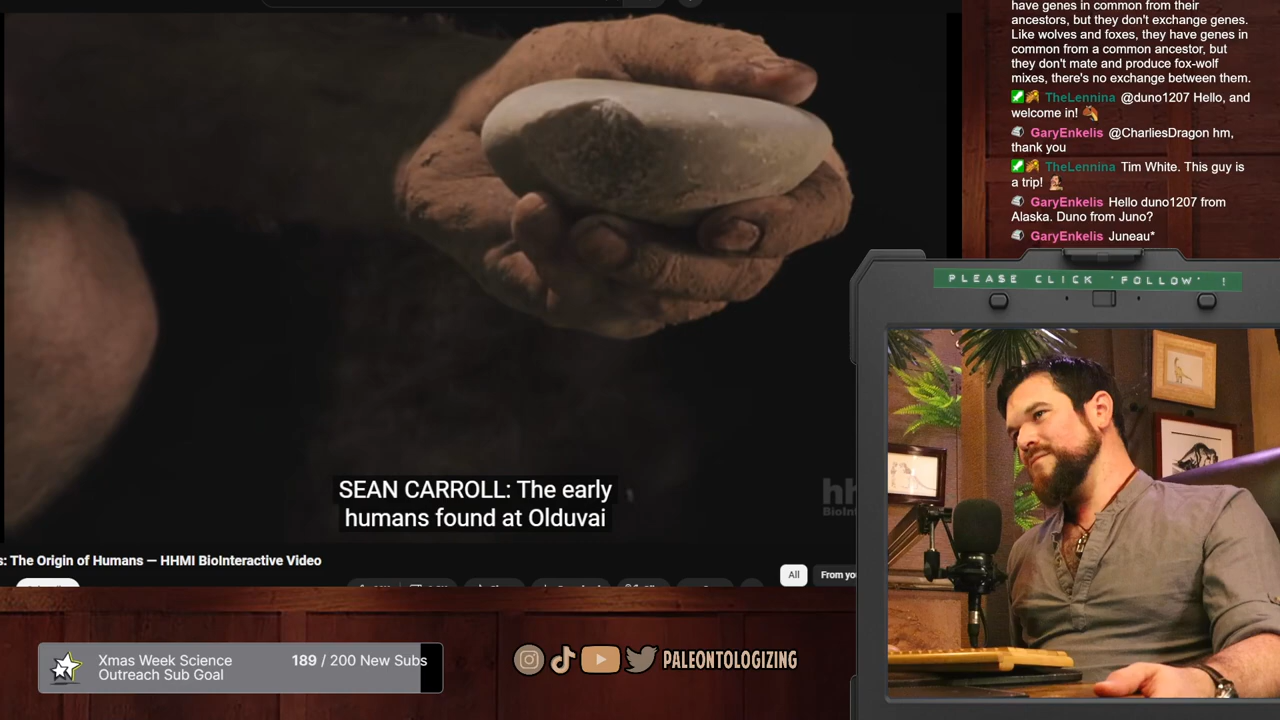 have genes in common from their
ancestors, but they don't exchange genes.
Like wolves and foxes, they have genes in
common from a common ancestor, but
they don't mate and produce fox-wolf
mixes, there's no exchange between them.
TheLennina @duno1207 Hello, and
welcome in!
GaryEnkelis @CharliesDragon hm,
thank you
TheLennina Tim White. This guy is
a trip!
GaryEnkelis Hello duno1207 from
Alaska. Duno from Juno?
GaryEnkelis Juneau*
PLEASE CLICK 'FOLLOW' !
SEAN CARROLL: The early
humans found at Olduvai
: The Origin of Humans — HHMI BioInteractive Video
All
From yo
Xmas Week Science
Outreach Sub Goal
189 / 200 New Subs
PALEONTOLOGIZING